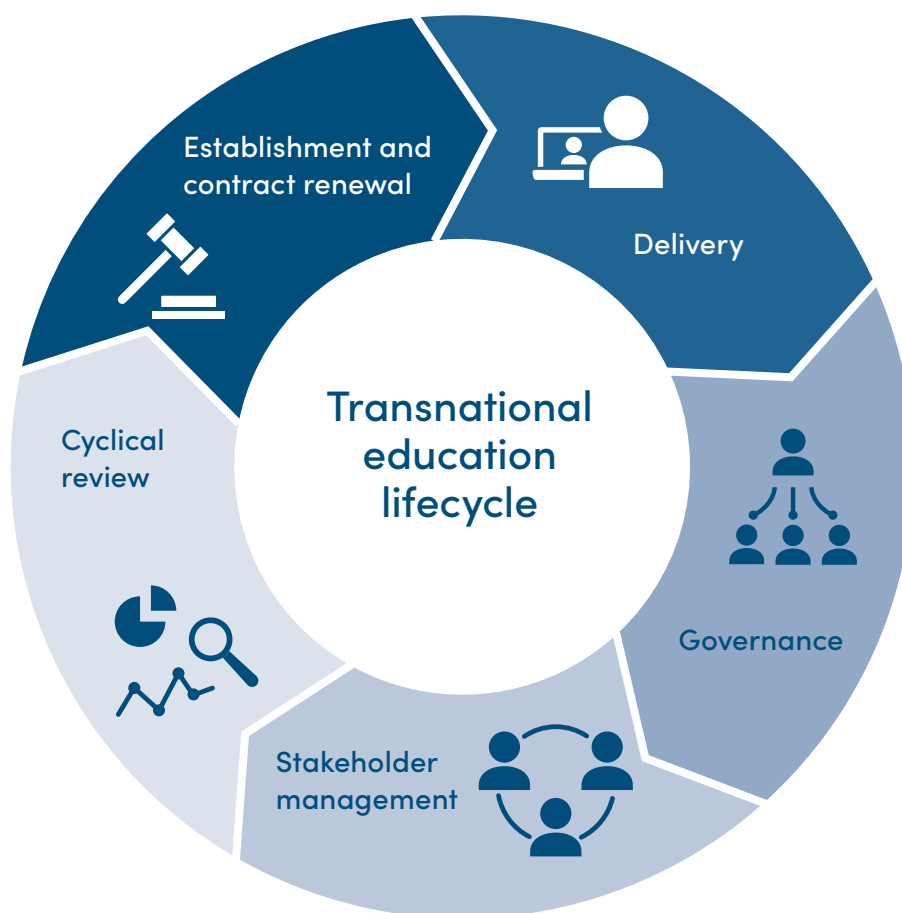 Transnational
education
lifecycle
Establishment and
contract renewal
Delivery
Governance
Stakeholder
management
Cyclical
review